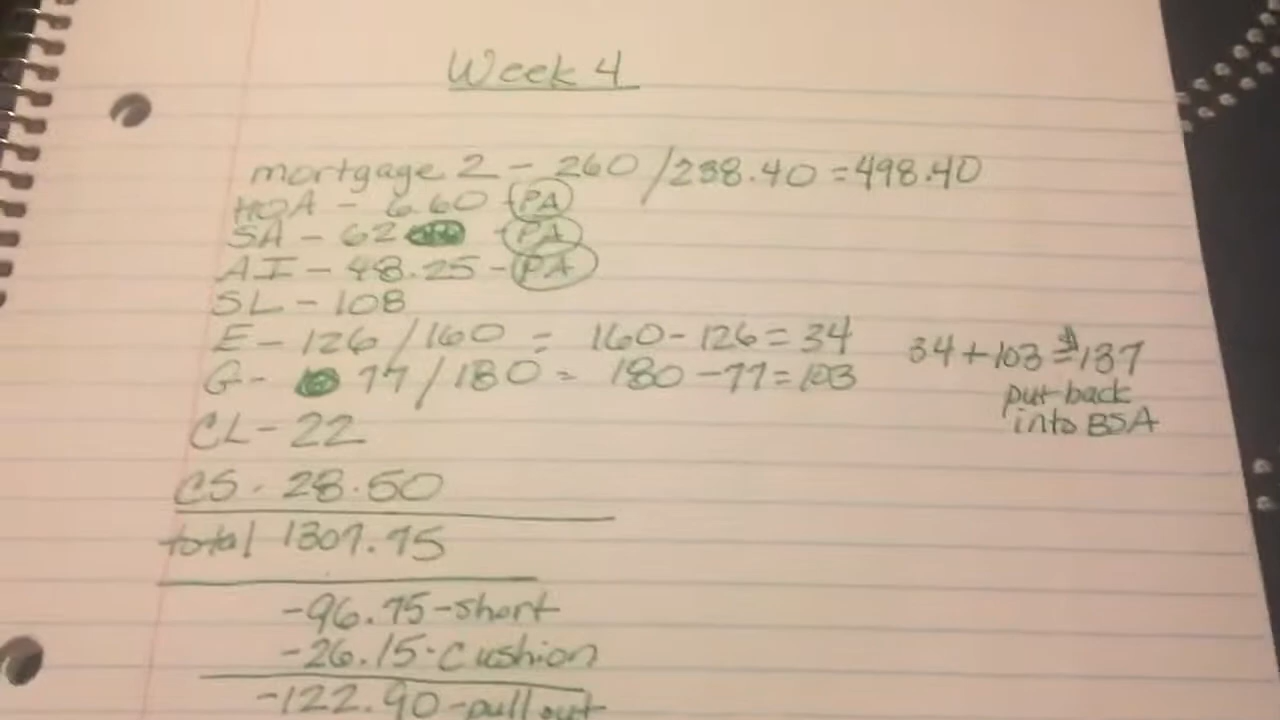 Week 4
mortgage 2 - 260 / 238.40 = 498.40
HOA - 6.60 - (PA)
SA - 62 - (PA)
AI - 48.25 - (PA)
SL - 108
E - 126 / 160 = 160 - 126 = 34
G - 77 / 180 = 180 - 77 = 103
34 + 103 = $137
put back
into BSA
CL - 22
CS - 28.50
total 1307.75
-96.75 - short
-26.15 - cushion
-122.90 - pull out